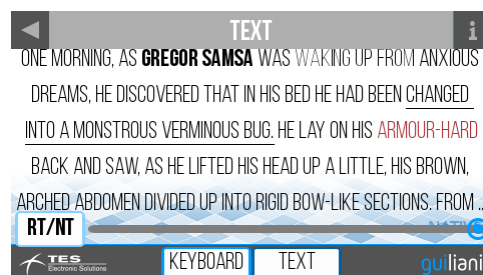 TEXT
i
ONE MORNING, AS GREGOR SAMSA WAS WAKING UP FROM ANXIOUS
DREAMS, HE DISCOVERED THAT IN HIS BED HE HAD BEEN CHANGED
INTO A MONSTROUS VERMINOUS BUG. HE LAY ON HIS ARMOUR-HARD
BACK AND SAW, AS HE LIFTED HIS HEAD UP A LITTLE, HIS BROWN,
ARCHED ABDOMEN DIVIDED UP INTO RIGID BOW-LIKE SECTIONS. FROM ..
RT/NT
TES
Electronic Solutions
KEYBOARD
TEXT
guiliani